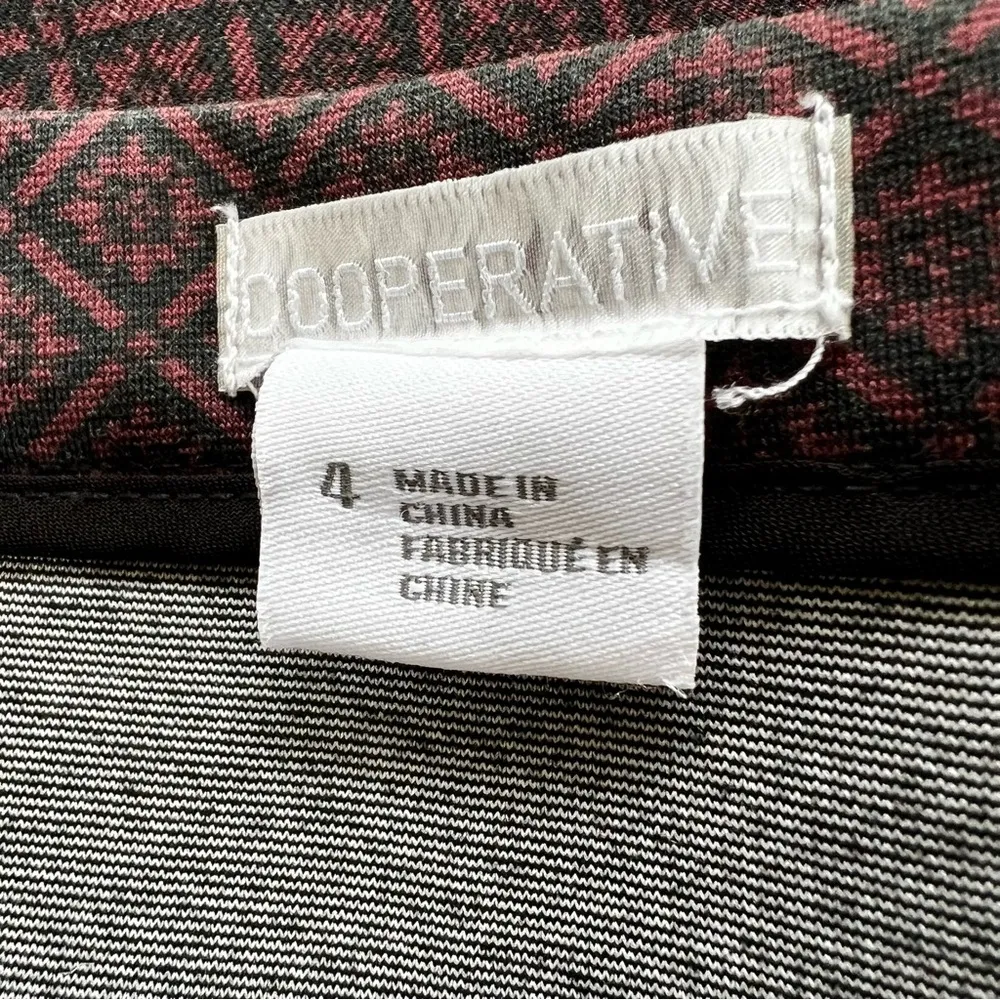 COOPERATIVE
4
MADE IN
CHINA
FABRIQUÉ EN
CHINE